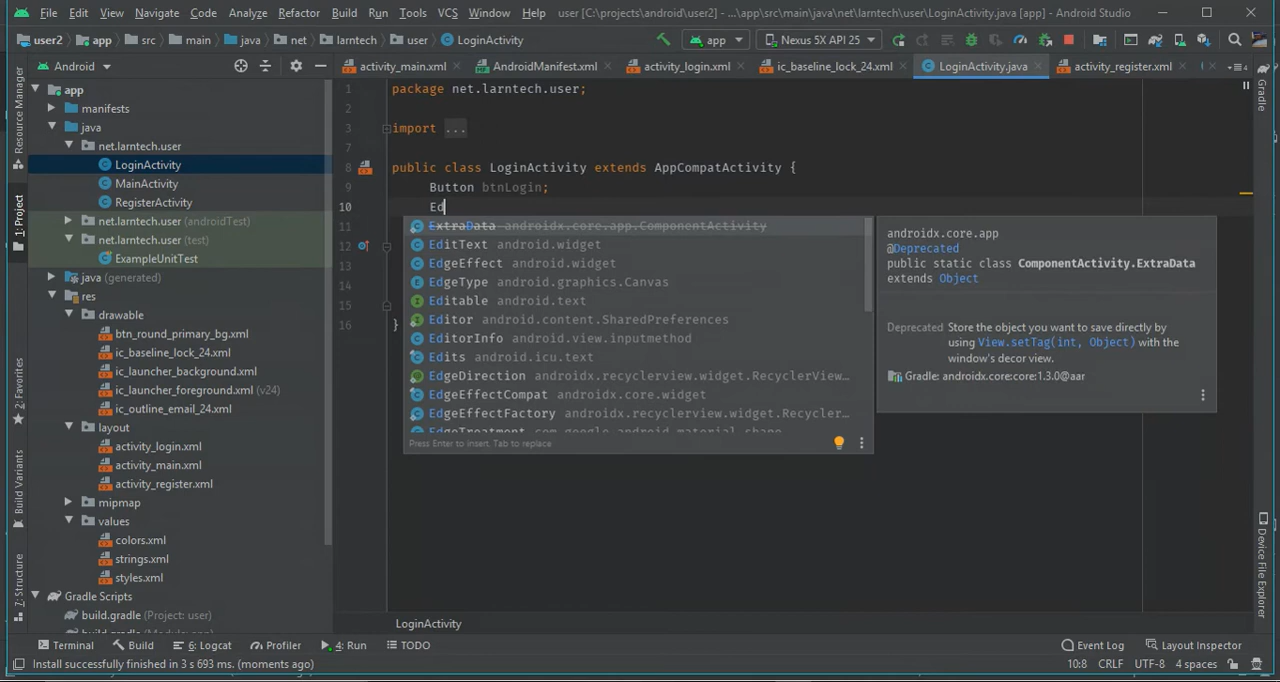 File Edit View Navigate Code Analyze Refactor Build Run Tools VCS Window Help user [C:\projects\android\user2] - ...\app\src\main\java\net\larntech\user\LoginActivity.java [app] - Android Studio
user2 app src main java net larntech user LoginActivity app Nexus 5X API 25
Android activity_main.xml AndroidManifest.xml activity_login.xml ic_baseline_lock_24.xml LoginActivity.java activity_register.xml
Resource Manager
1: Project
2: Favorites
Build Variants
7: Structure
app
manifests
java
net.larntech.user
LoginActivity
MainActivity
RegisterActivity
net.larntech.user (androidTest)
net.larntech.user (test)
ExampleUnitTest
java (generated)
res
drawable
btn_round_primary_bg.xml
ic_baseline_lock_24.xml
ic_launcher_background.xml
ic_launcher_foreground.xml (v24)
ic_outline_email_24.xml
layout
activity_login.xml
activity_main.xml
activity_register.xml
mipmap
values
colors.xml
strings.xml
styles.xml
Gradle Scripts
build.gradle (Project: user)
1 package net.larntech.user;
2
3 import ...
7
8 public class LoginActivity extends AppCompatActivity {
9 Button btnLogin;
10 Ed
11
12
13
14
15
16 }
ExtraData androidx.core.app.ComponentActivity
EditText android.widget
EdgeEffect android.widget
EdgeType android.graphics.Canvas
Editable android.text
Editor android.content.SharedPreferences
EditorInfo android.view.inputmethod
Edits android.icu.text
EdgeDirection androidx.recyclerview.widget.RecyclerView...
EdgeEffectCompat androidx.core.widget
EdgeEffectFactory androidx.recyclerview.widget.Recycler...
EdgeTreatment com.google.android.material.shape
Press Enter to insert, Tab to replace
androidx.core.app
@Deprecated
public static class ComponentActivity.ExtraData
extends Object
Deprecated Store the object you want to save directly by
using View.setTag(int, Object) with the
window's decor view.
Gradle: androidx.core:core:1.3.0@aar
Gradle
Device File Explorer
LoginActivity
Terminal Build 6: Logcat Profiler 4: Run TODO Event Log Layout Inspector
Install successfully finished in 3 s 693 ms. (moments ago) 10:8 CRLF UTF-8 4 spaces